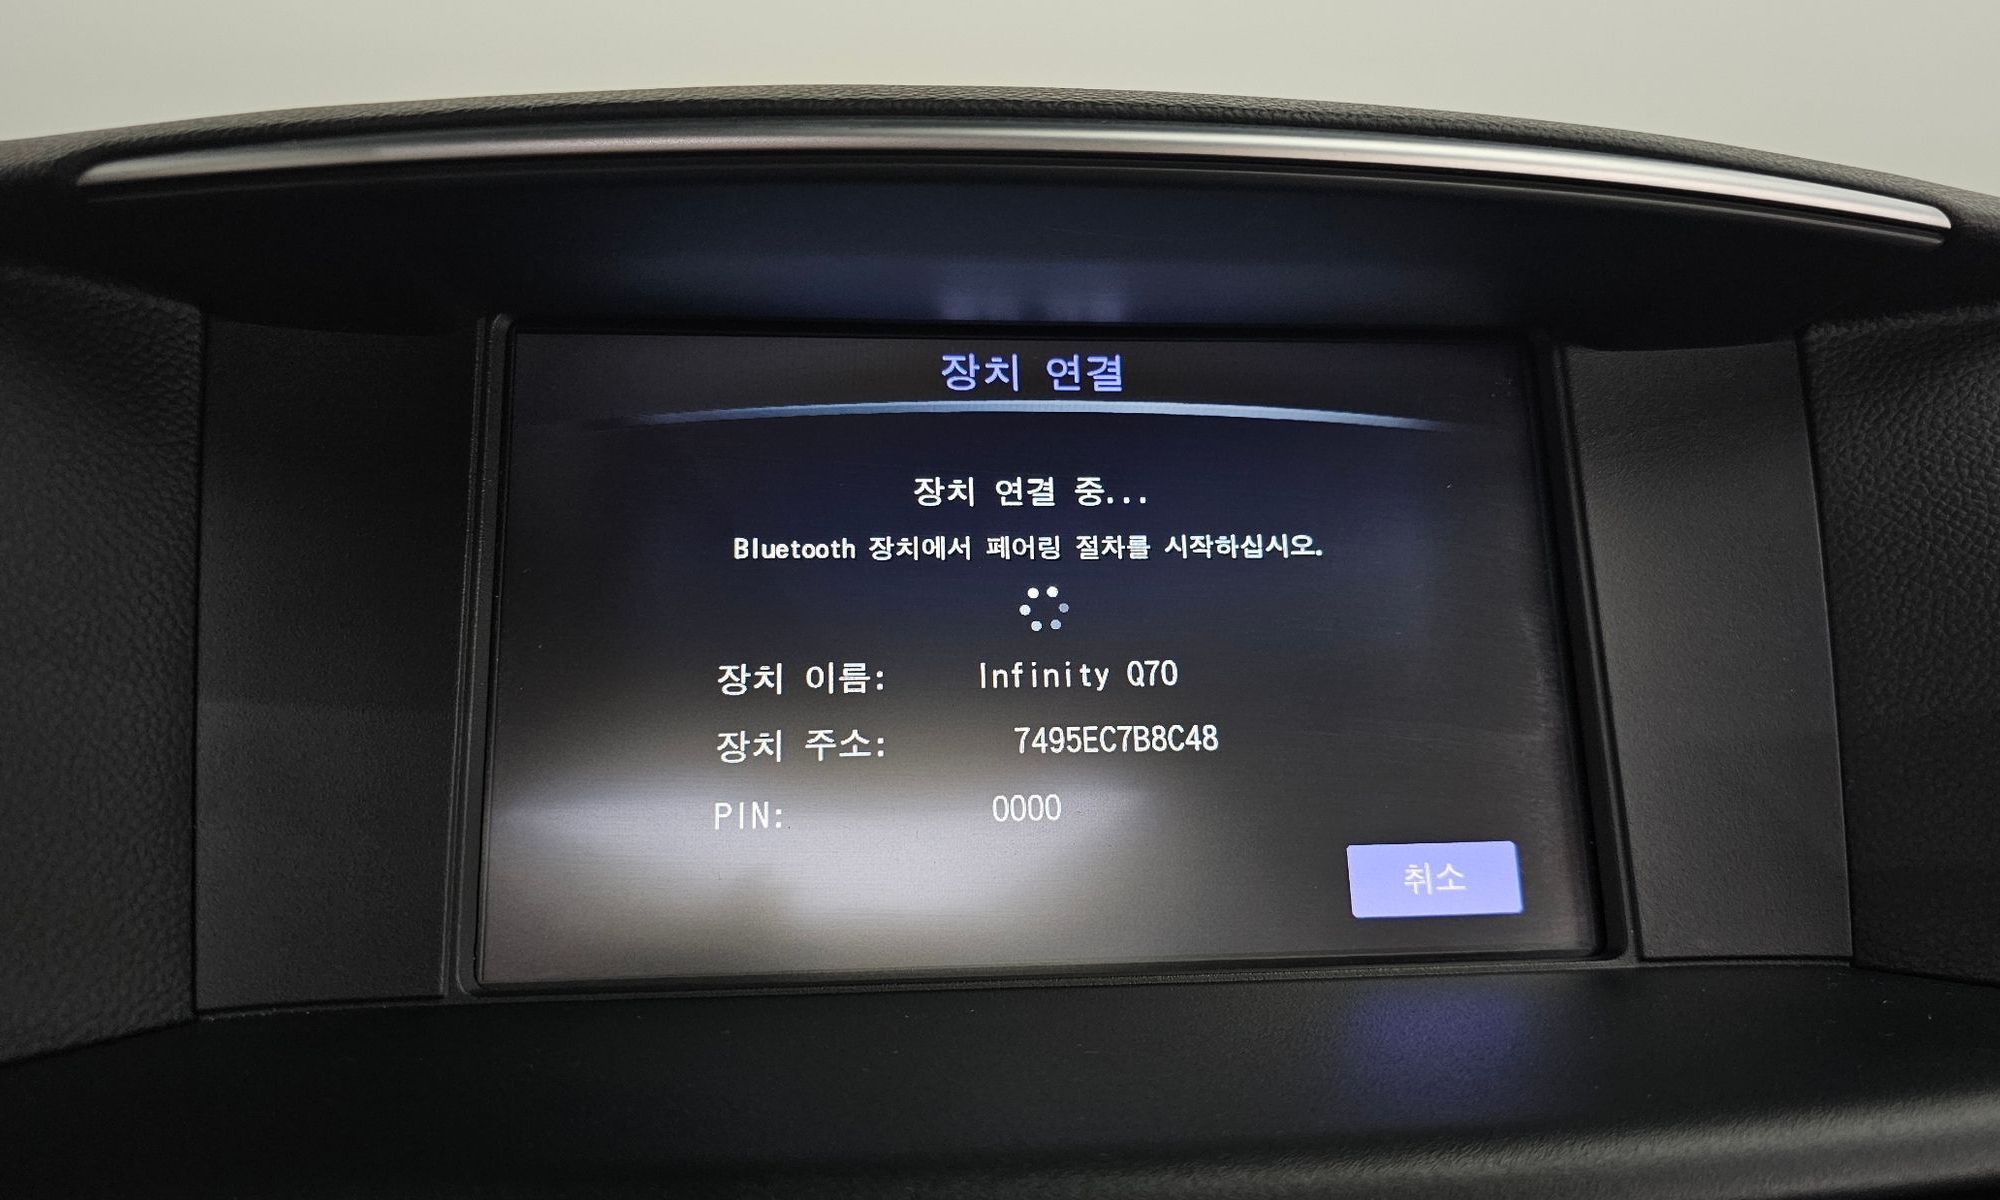 장치 연결
장치 연결 중...
Bluetooth 장치에서 페어링 절차를 시작하십시오.
장치 이름: Infinity Q70
장치 주소: 7495EC7B8C48
PIN: 0000
취소